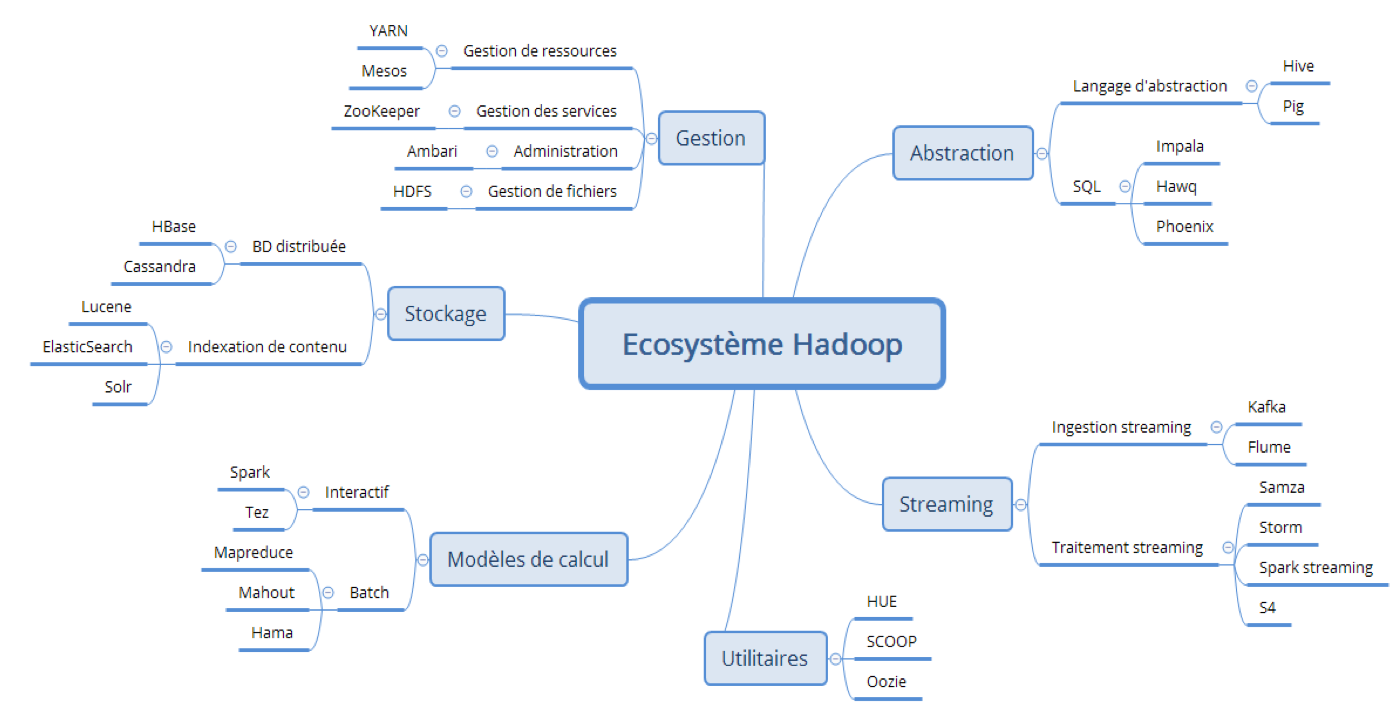 Ecosystème Hadoop
Gestion
Gestion de ressources
YARN
Mesos
Gestion des services
ZooKeeper
Administration
Ambari
Gestion de fichiers
HDFS
Stockage
BD distribuée
HBase
Cassandra
Indexation de contenu
Lucene
ElasticSearch
Solr
Modèles de calcul
Interactif
Spark
Tez
Batch
Mapreduce
Mahout
Hama
Abstraction
Langage d'abstraction
Hive
Pig
SQL
Impala
Hawq
Phoenix
Streaming
Ingestion streaming
Kafka
Flume
Traitement streaming
Samza
Storm
Spark streaming
S4
Utilitaires
HUE
SCOOP
Oozie